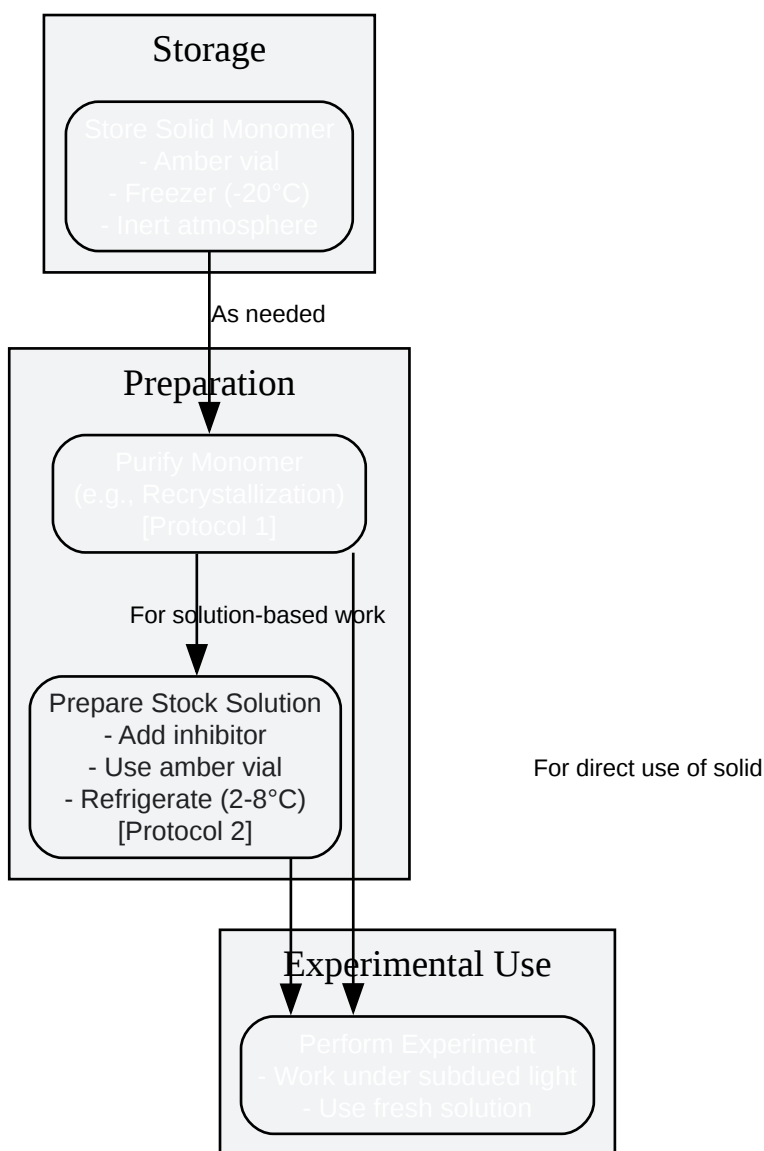 Storage
Store Solid Monomer
- Amber vial
- Freezer (-20°C)
- Inert atmosphere
As needed
Preparation
Purify Monomer
(e.g., Recrystallization)
[Protocol 1]
For solution-based work
Prepare Stock Solution
- Add inhibitor
- Use amber vial
- Refrigerate (2-8°C)
[Protocol 2]
For direct use of solid
Experimental Use
Perform Experiment
- Work under subdued light
- Use fresh solution